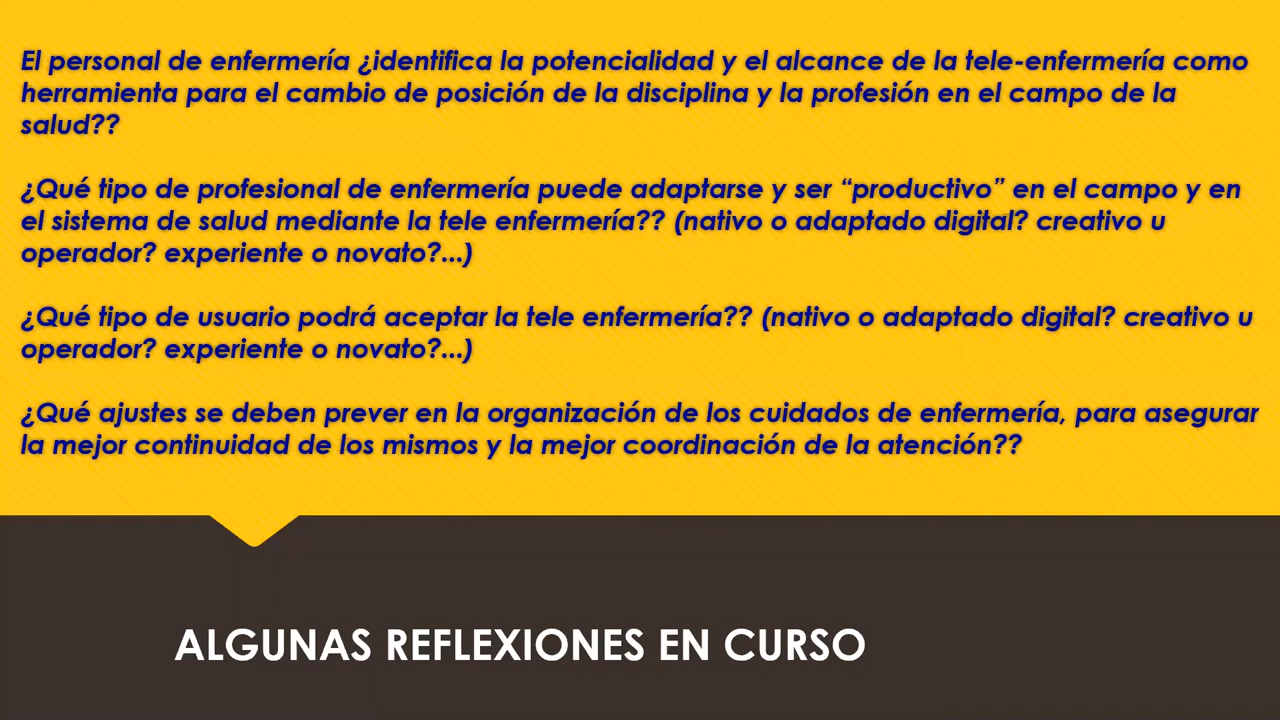 El personal de enfermería ¿identifica la potencialidad y el alcance de la tele-enfermería como
herramienta para el cambio de posición de la disciplina y la profesión en el campo de la
salud??
¿Qué tipo de profesional de enfermería puede adaptarse y ser “productivo” en el campo y en
el sistema de salud mediante la tele enfermería?? (nativo o adaptado digital? creativo u
operador? experiente o novato?...)
¿Qué tipo de usuario podrá aceptar la tele enfermería?? (nativo o adaptado digital? creativo u
operador? experiente o novato?...)
¿Qué ajustes se deben prever en la organización de los cuidados de enfermería, para asegurar
la mejor continuidad de los mismos y la mejor coordinación de la atención??
ALGUNAS REFLEXIONES EN CURSO